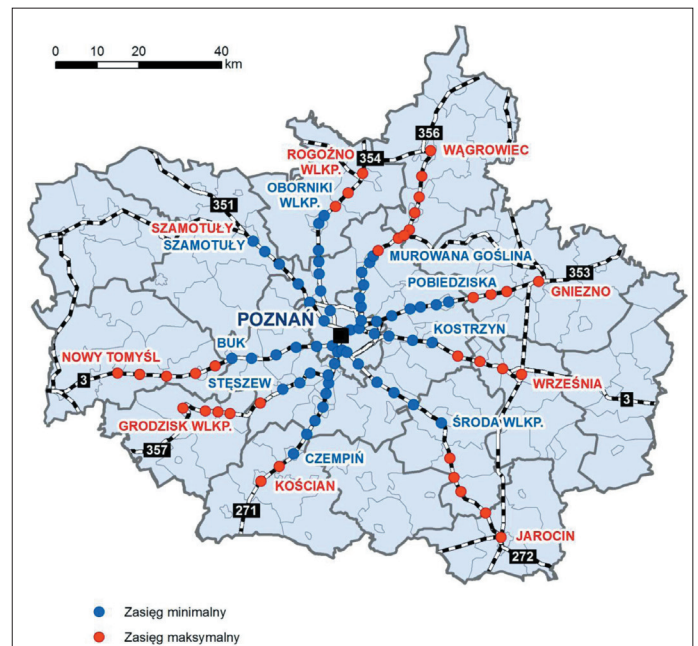 0 10 20 40
km
356
WĄGROWIEC
ROGOŹNO
WLKP.
354
OBORNIKI
WLKP.
351
SZAMOTUŁY
SZAMOTUŁY
MUROWANA GOŚLINA
353
POBIEDZISKA
GNIEZNO
POZNAŃ
KOSTRZYN
BUK
NOWY TOMYŚL
3
STĘSZEW
WRZEŚNIA
3
GRODZISK WLKP.
ŚRODA WLKP.
357
CZEMPIŃ
KOŚCIAN
271
JAROCIN
272
Zasięg minimalny
Zasięg maksymalny